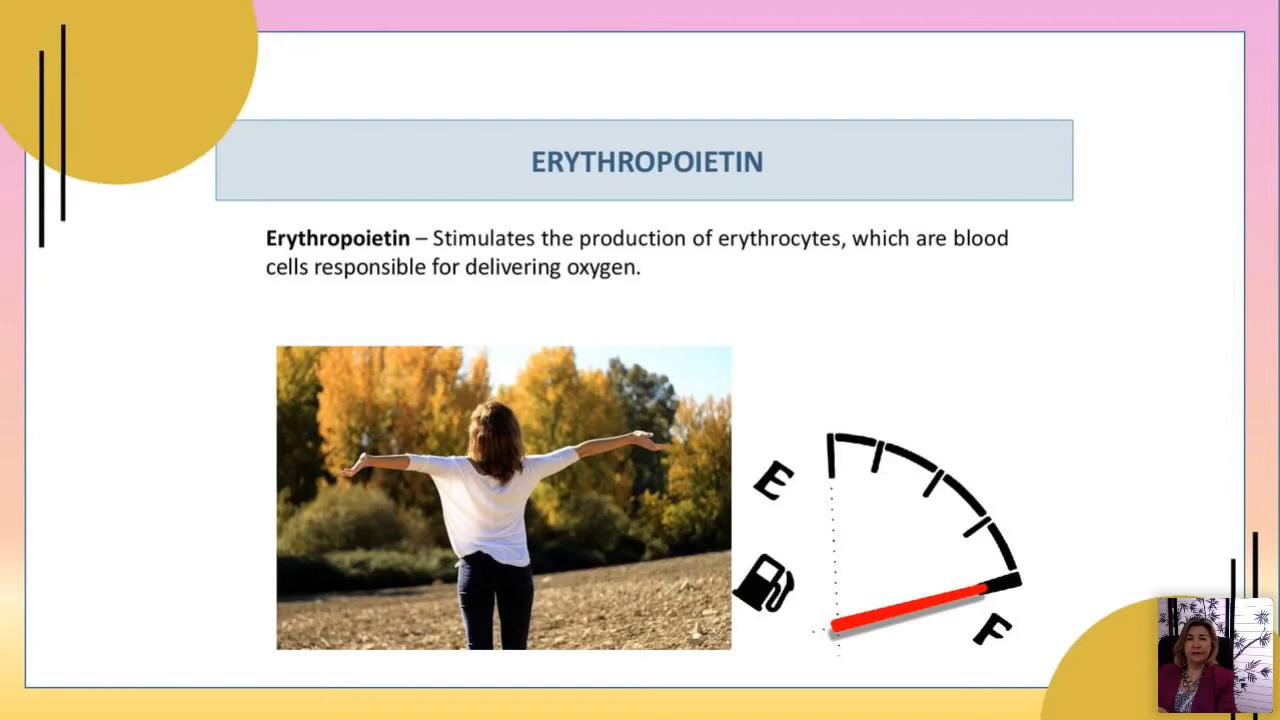 ERYTHROPOIETIN
Erythropoietin – Stimulates the production of erythrocytes, which are blood
cells responsible for delivering oxygen.
E
F